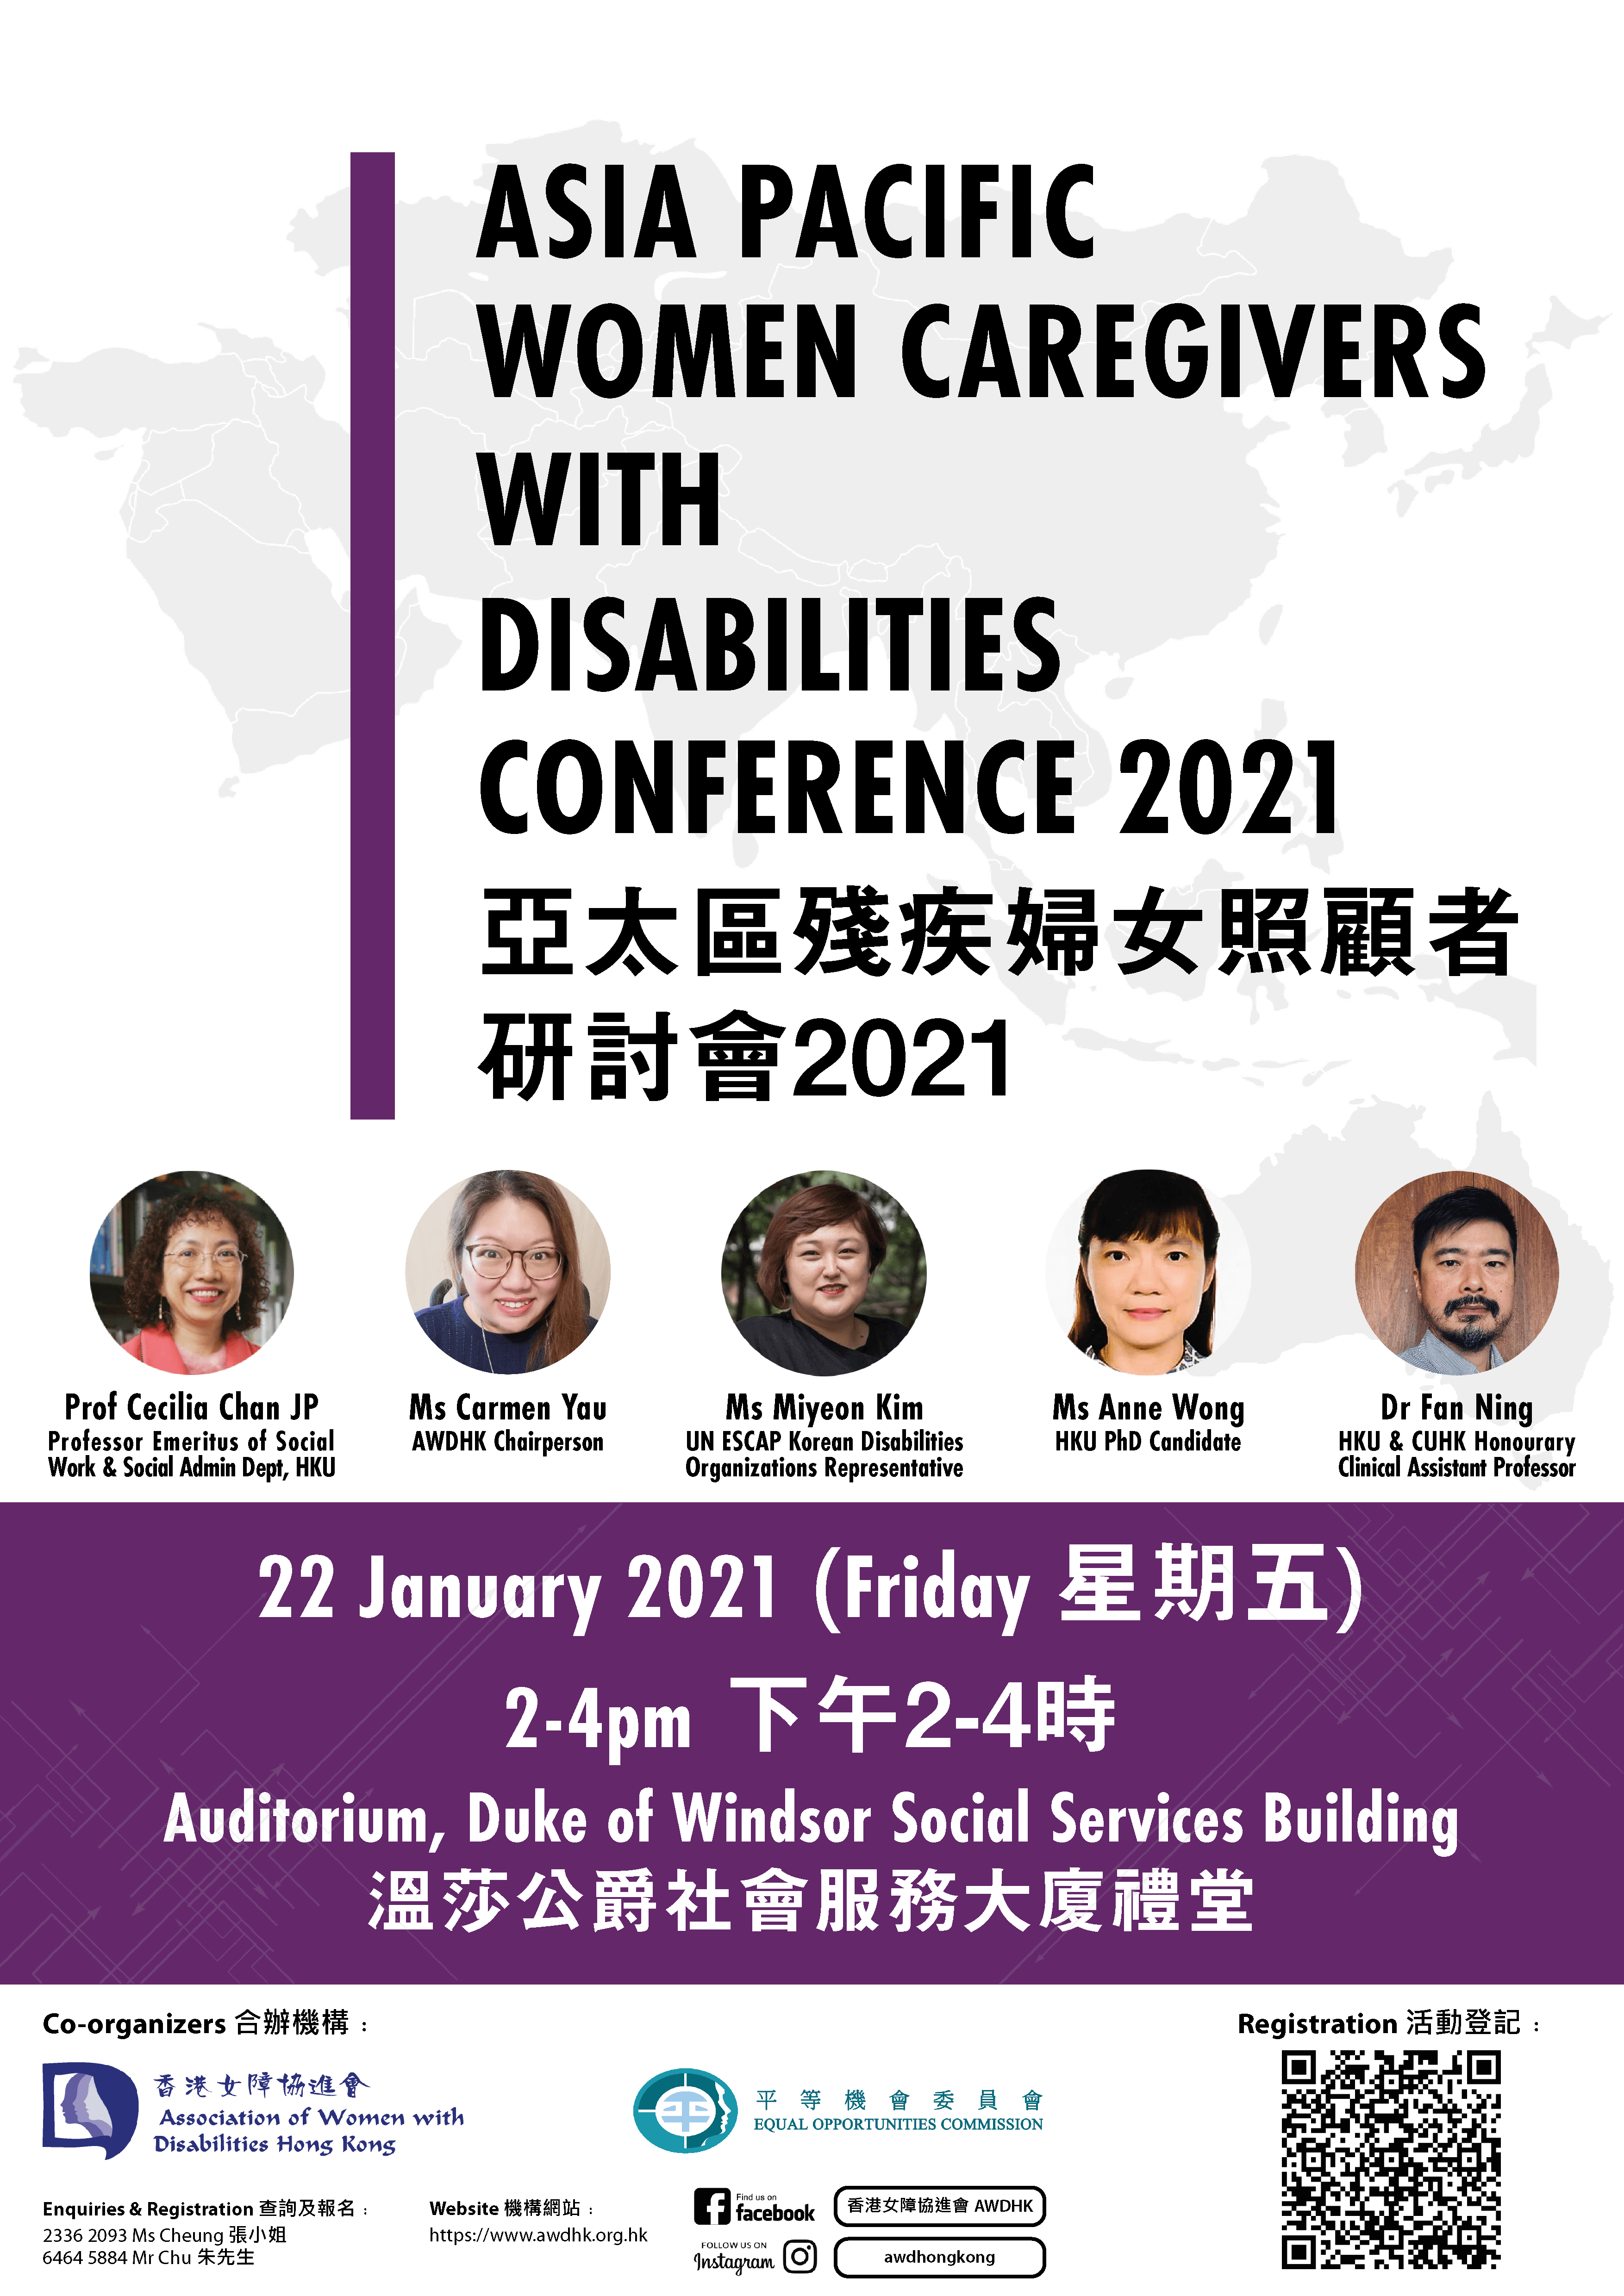 ASIA PACIFIC
WOMEN CAREGIVERS
WITH
DISABILITIES
CONFERENCE 2021
亞太區殘疾婦女照顧者
研討會2021
Prof Cecilia Chan JP
Professor Emeritus of Social
Work & Social Admin Dept, HKU
Ms Carmen Yau
AWDHK Chairperson
Ms Miyeon Kim
UN ESCAP Korean Disabilities
Organizations Representative
Ms Anne Wong
HKU PhD Candidate
Dr Fan Ning
HKU & CUHK Honourary
Clinical Assistant Professor
22 January 2021 (Friday 星期五)
2-4pm 下午2-4時
Auditorium, Duke of Windsor Social Services Building
溫莎公爵社會服務大廈禮堂
Co-organizers 合辦機構：
香港女障協進會
Association of Women with
Disabilities Hong Kong
平等機會委員會
EQUAL OPPORTUNITIES COMMISSION
Registration 活動登記：
Enquiries & Registration 查詢及報名：
2336 2093 Ms Cheung 張小姐
6464 5884 Mr Chu 朱先生
Website 機構網站：
https://www.awdhk.org.hk
Find us on
facebook
香港女障協進會 AWDHK
FOLLOW US ON
Instagram
awdhongkong